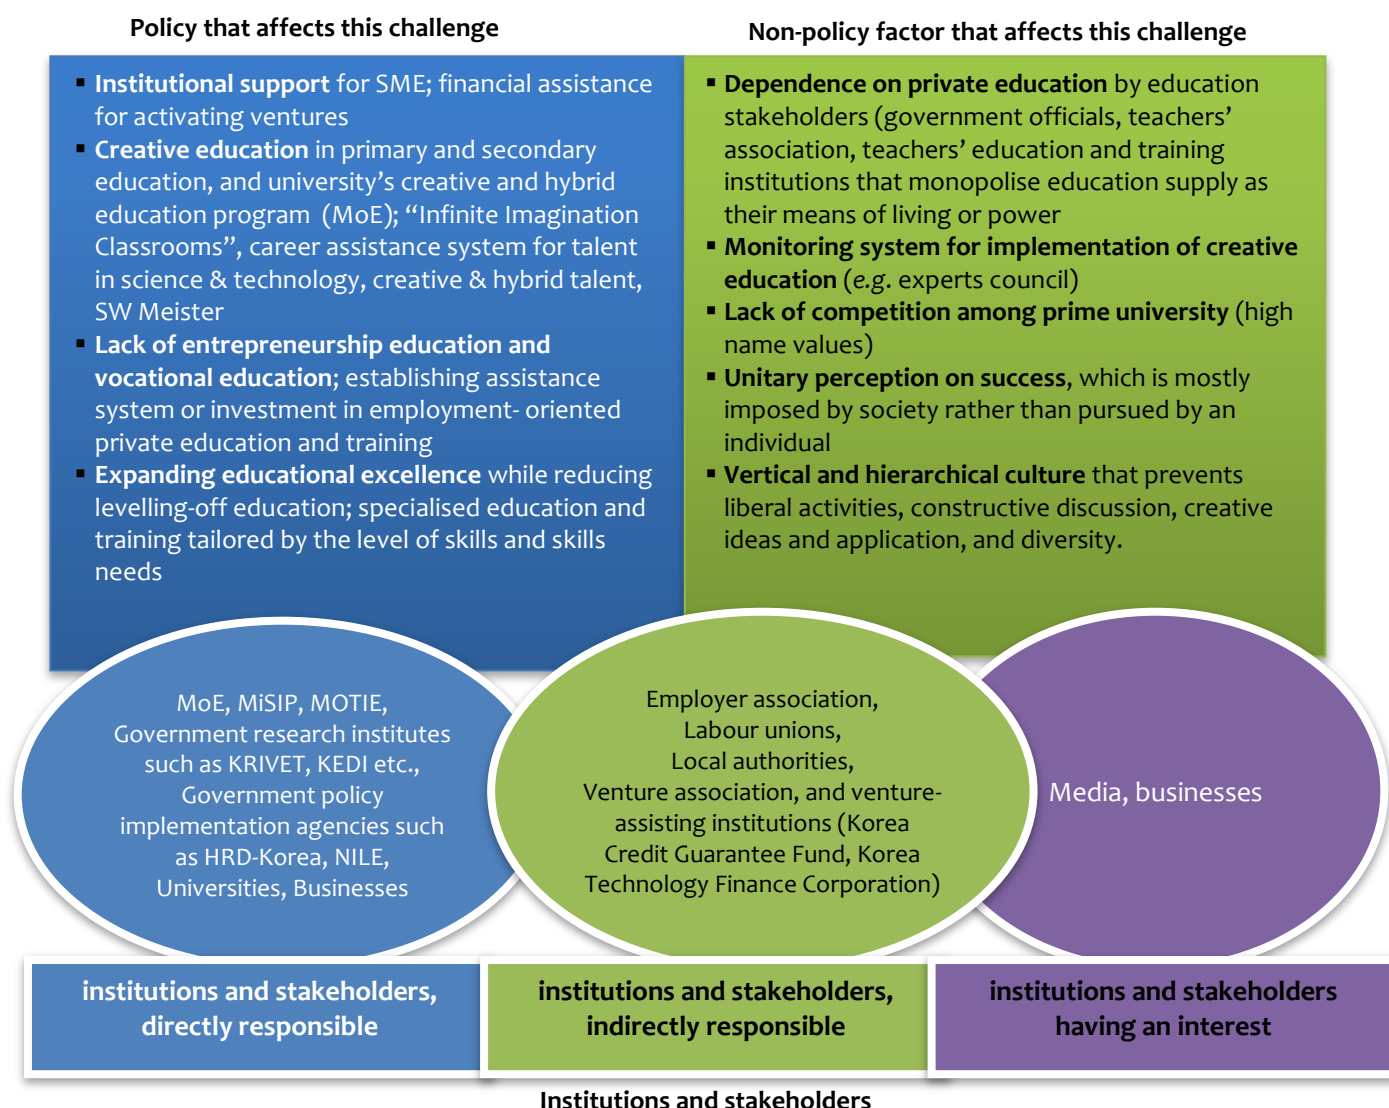 Policy that affects this challenge
Non-policy factor that affects this challenge
▪ Institutional support for SME; financial assistance
for activating ventures
▪ Creative education in primary and secondary
education, and university's creative and hybrid
education program (MoE); "Infinite Imagination
Classrooms", career assistance system for talent
in science & technology, creative & hybrid talent,
SW Meister
▪ Lack of entrepreneurship education and
vocational education; establishing assistance
system or investment in employment- oriented
private education and training
▪ Expanding educational excellence while reducing
levelling-off education; specialised education and
training tailored by the level of skills and skills
needs
▪ Dependence on private education by education
stakeholders (government officials, teachers'
association, teachers' education and training
institutions that monopolise education supply as
their means of living or power
▪ Monitoring system for implementation of creative
education (e.g. experts council)
▪ Lack of competition among prime university (high
name values)
▪ Unitary perception on success, which is mostly
imposed by society rather than pursued by an
individual
▪ Vertical and hierarchical culture that prevents
liberal activities, constructive discussion, creative
ideas and application, and diversity.
MoE, MiSIP, MOTIE,
Government research institutes
such as KRIVET, KEDI etc.,
Government policy
implementation agencies such
as HRD-Korea, NILE,
Universities, Businesses
Employer association,
Labour unions,
Local authorities,
Venture association, and venture-
assisting institutions (Korea
Credit Guarantee Fund, Korea
Technology Finance Corporation)
Media, businesses
institutions and stakeholders,
directly responsible
institutions and stakeholders,
indirectly responsible
institutions and stakeholders
having an interest
Institutions and stakeholders